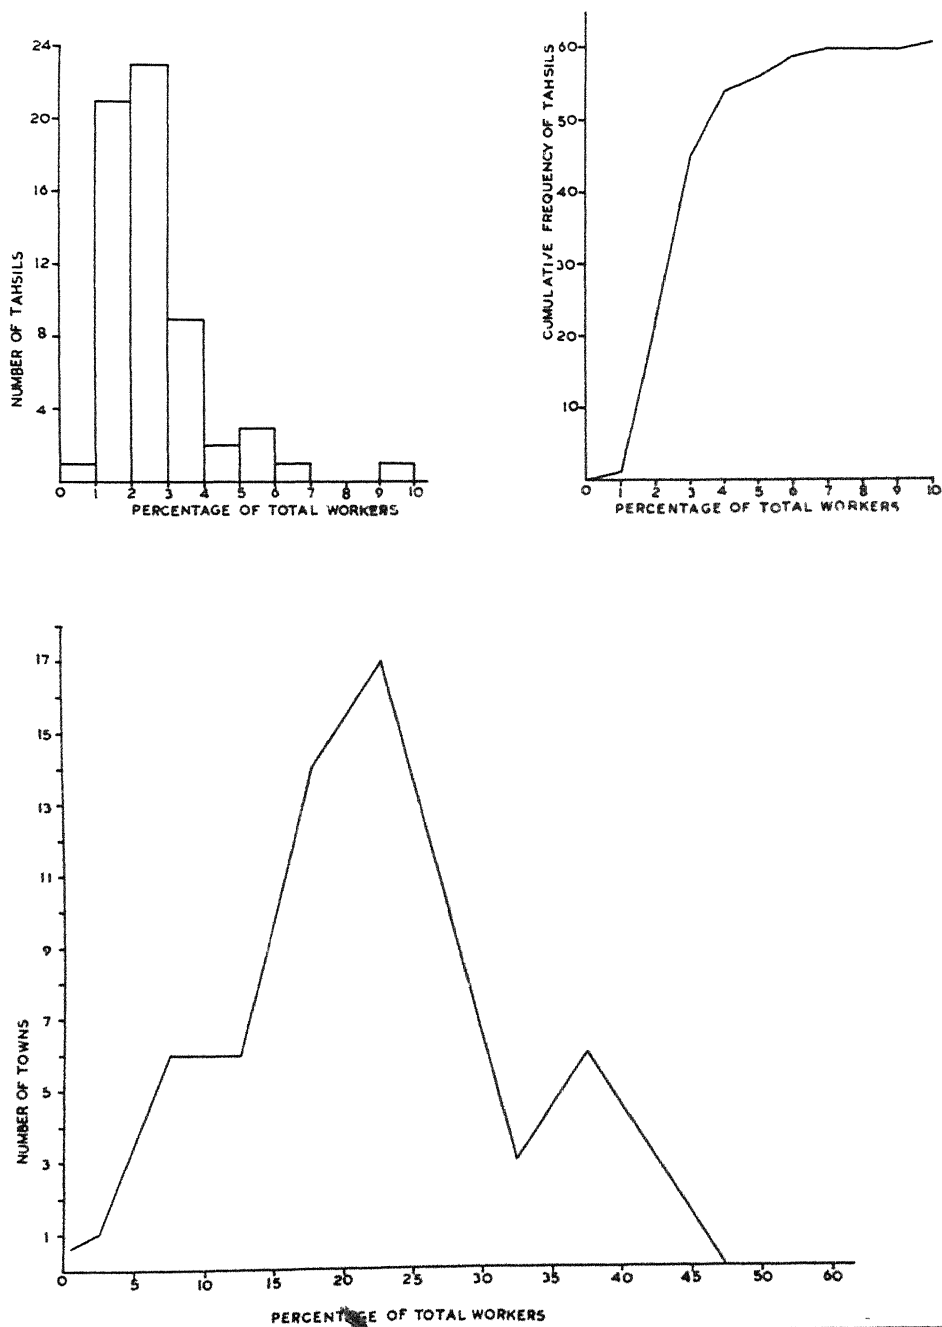 24
20
16
12
8
4
NUMBER OF TAHSILS
0 1 2 3 4 5 6 7 8 9 10
PERCENTAGE OF TOTAL WORKERS
60
50
40
30
20
10
CUMULATIVE FREQUENCY OF TAHSILS
0 1 2 3 4 5 6 7 8 9 10
PERCENTAGE OF TOTAL WORKERS
17
15
13
11
9
7
5
3
1
NUMBER OF TOWNS
0 5 10 15 20 25 30 35 40 45 50 55 60
PERCENTAGE OF TOTAL WORKERS